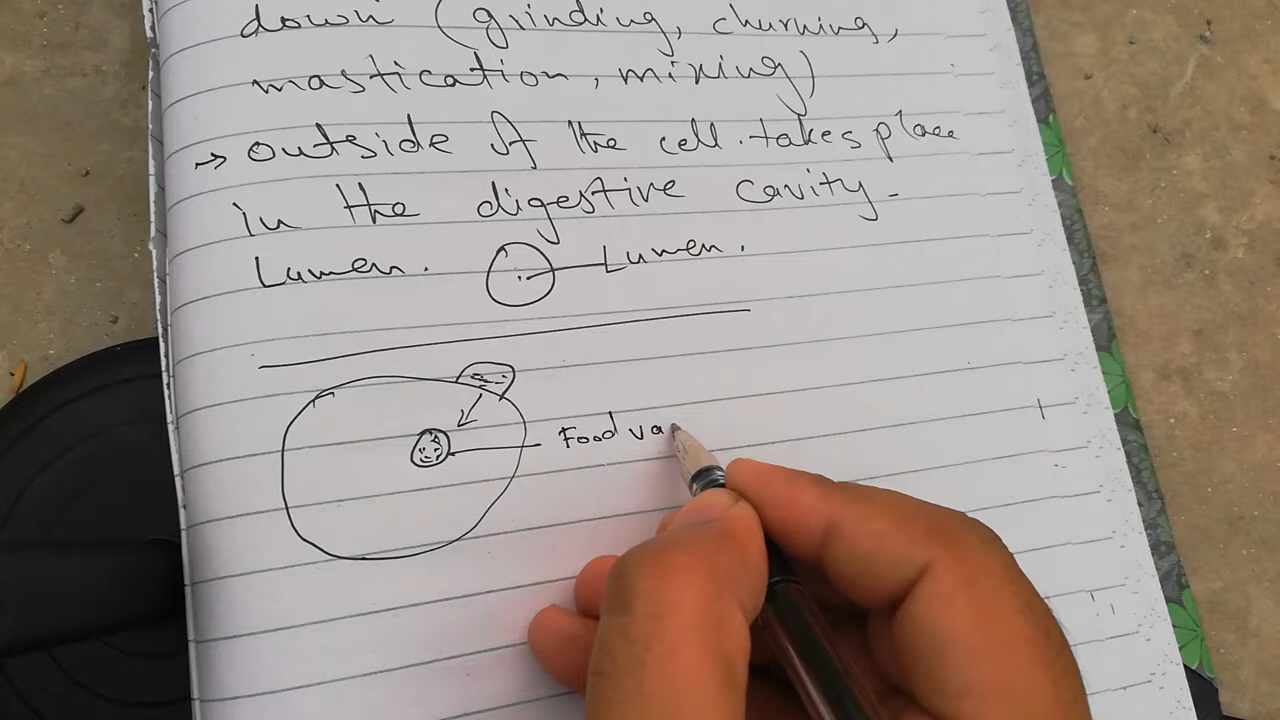 down (grinding, churning,
mastication, mixing)
→ outside of the cell. takes place
in the digestive cavity -
Lumen. Lumen.
Food va